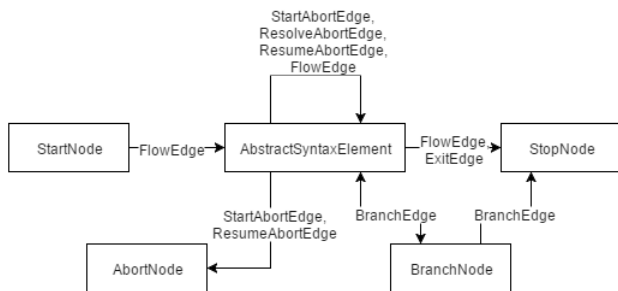 StartAbortEdge,
ResolveAbortEdge,
ResumeAbortEdge,
FlowEdge
StartNode
FlowEdge
AbstractSyntaxElement
FlowEdge,
ExitEdge
StopNode
StartAbortEdge,
ResumeAbortEdge
BranchEdge
BranchEdge
AbortNode
BranchNode